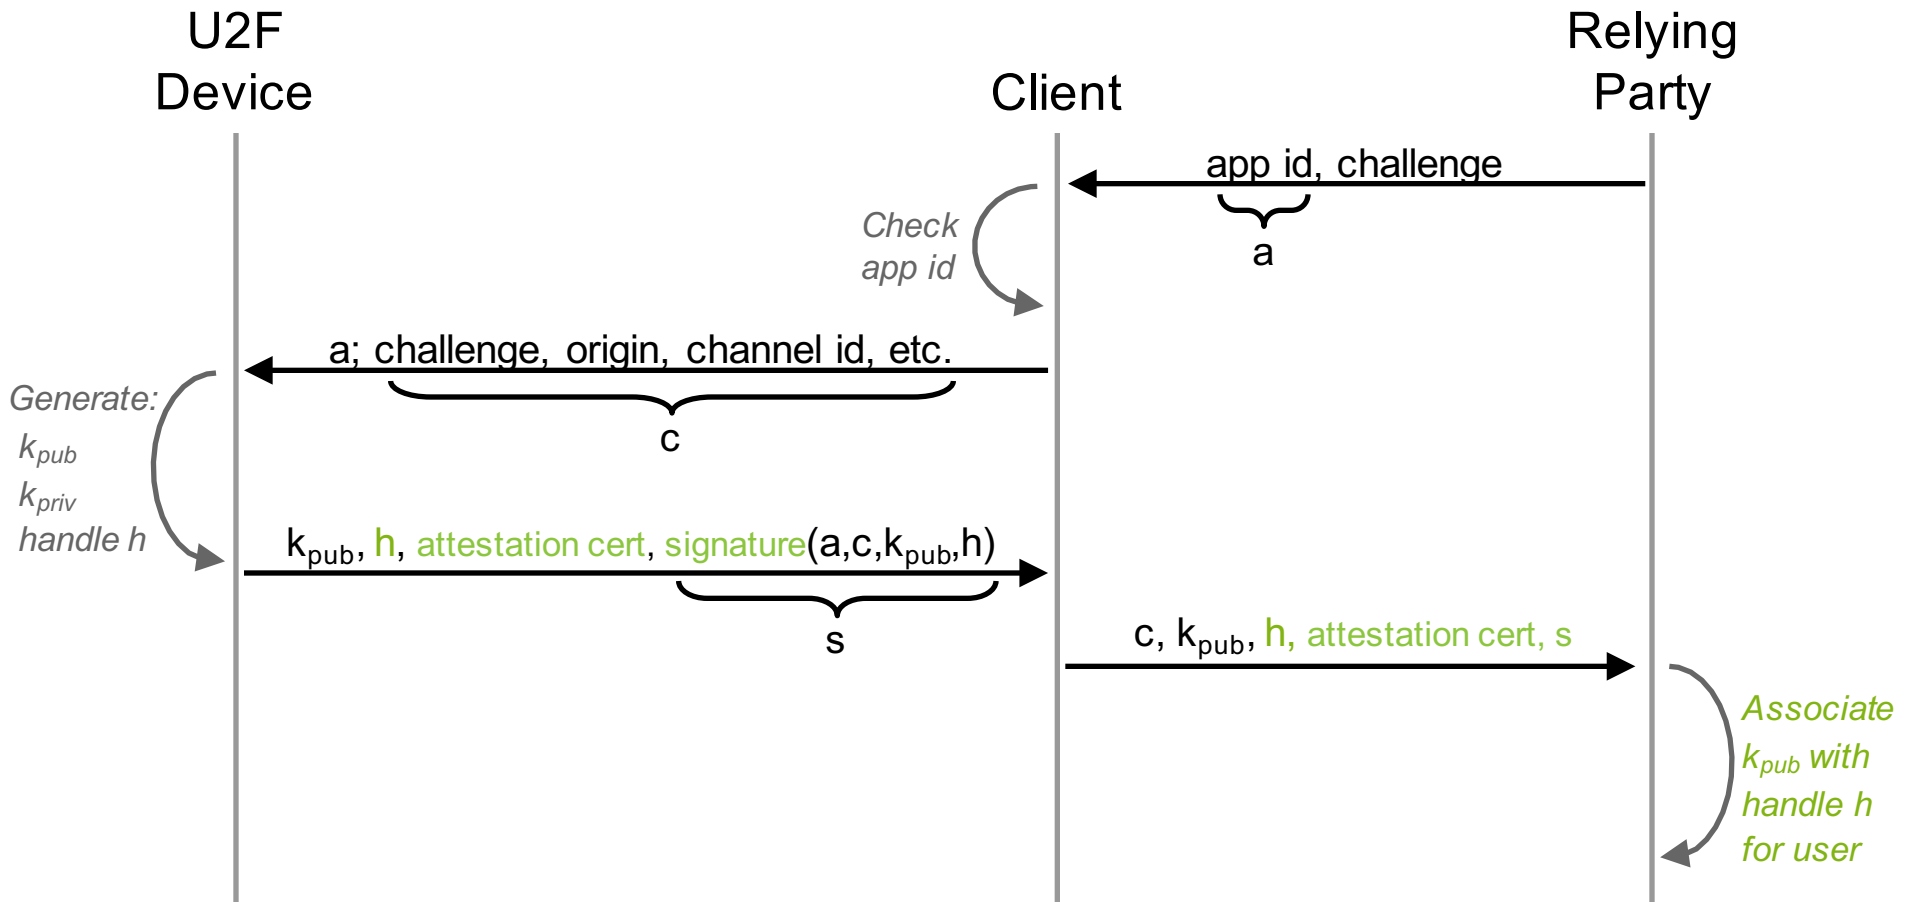 U2F
Device
Client
Relying
Party
app id, challenge
a
Check
app id
a; challenge, origin, channel id, etc.
c
Generate:
kpub
kpriv
handle h
kpub, h, attestation cert, signature(a,c,kpub,h)
s
c, kpub, h, attestation cert, s
Associate
kpub with
handle h
for user